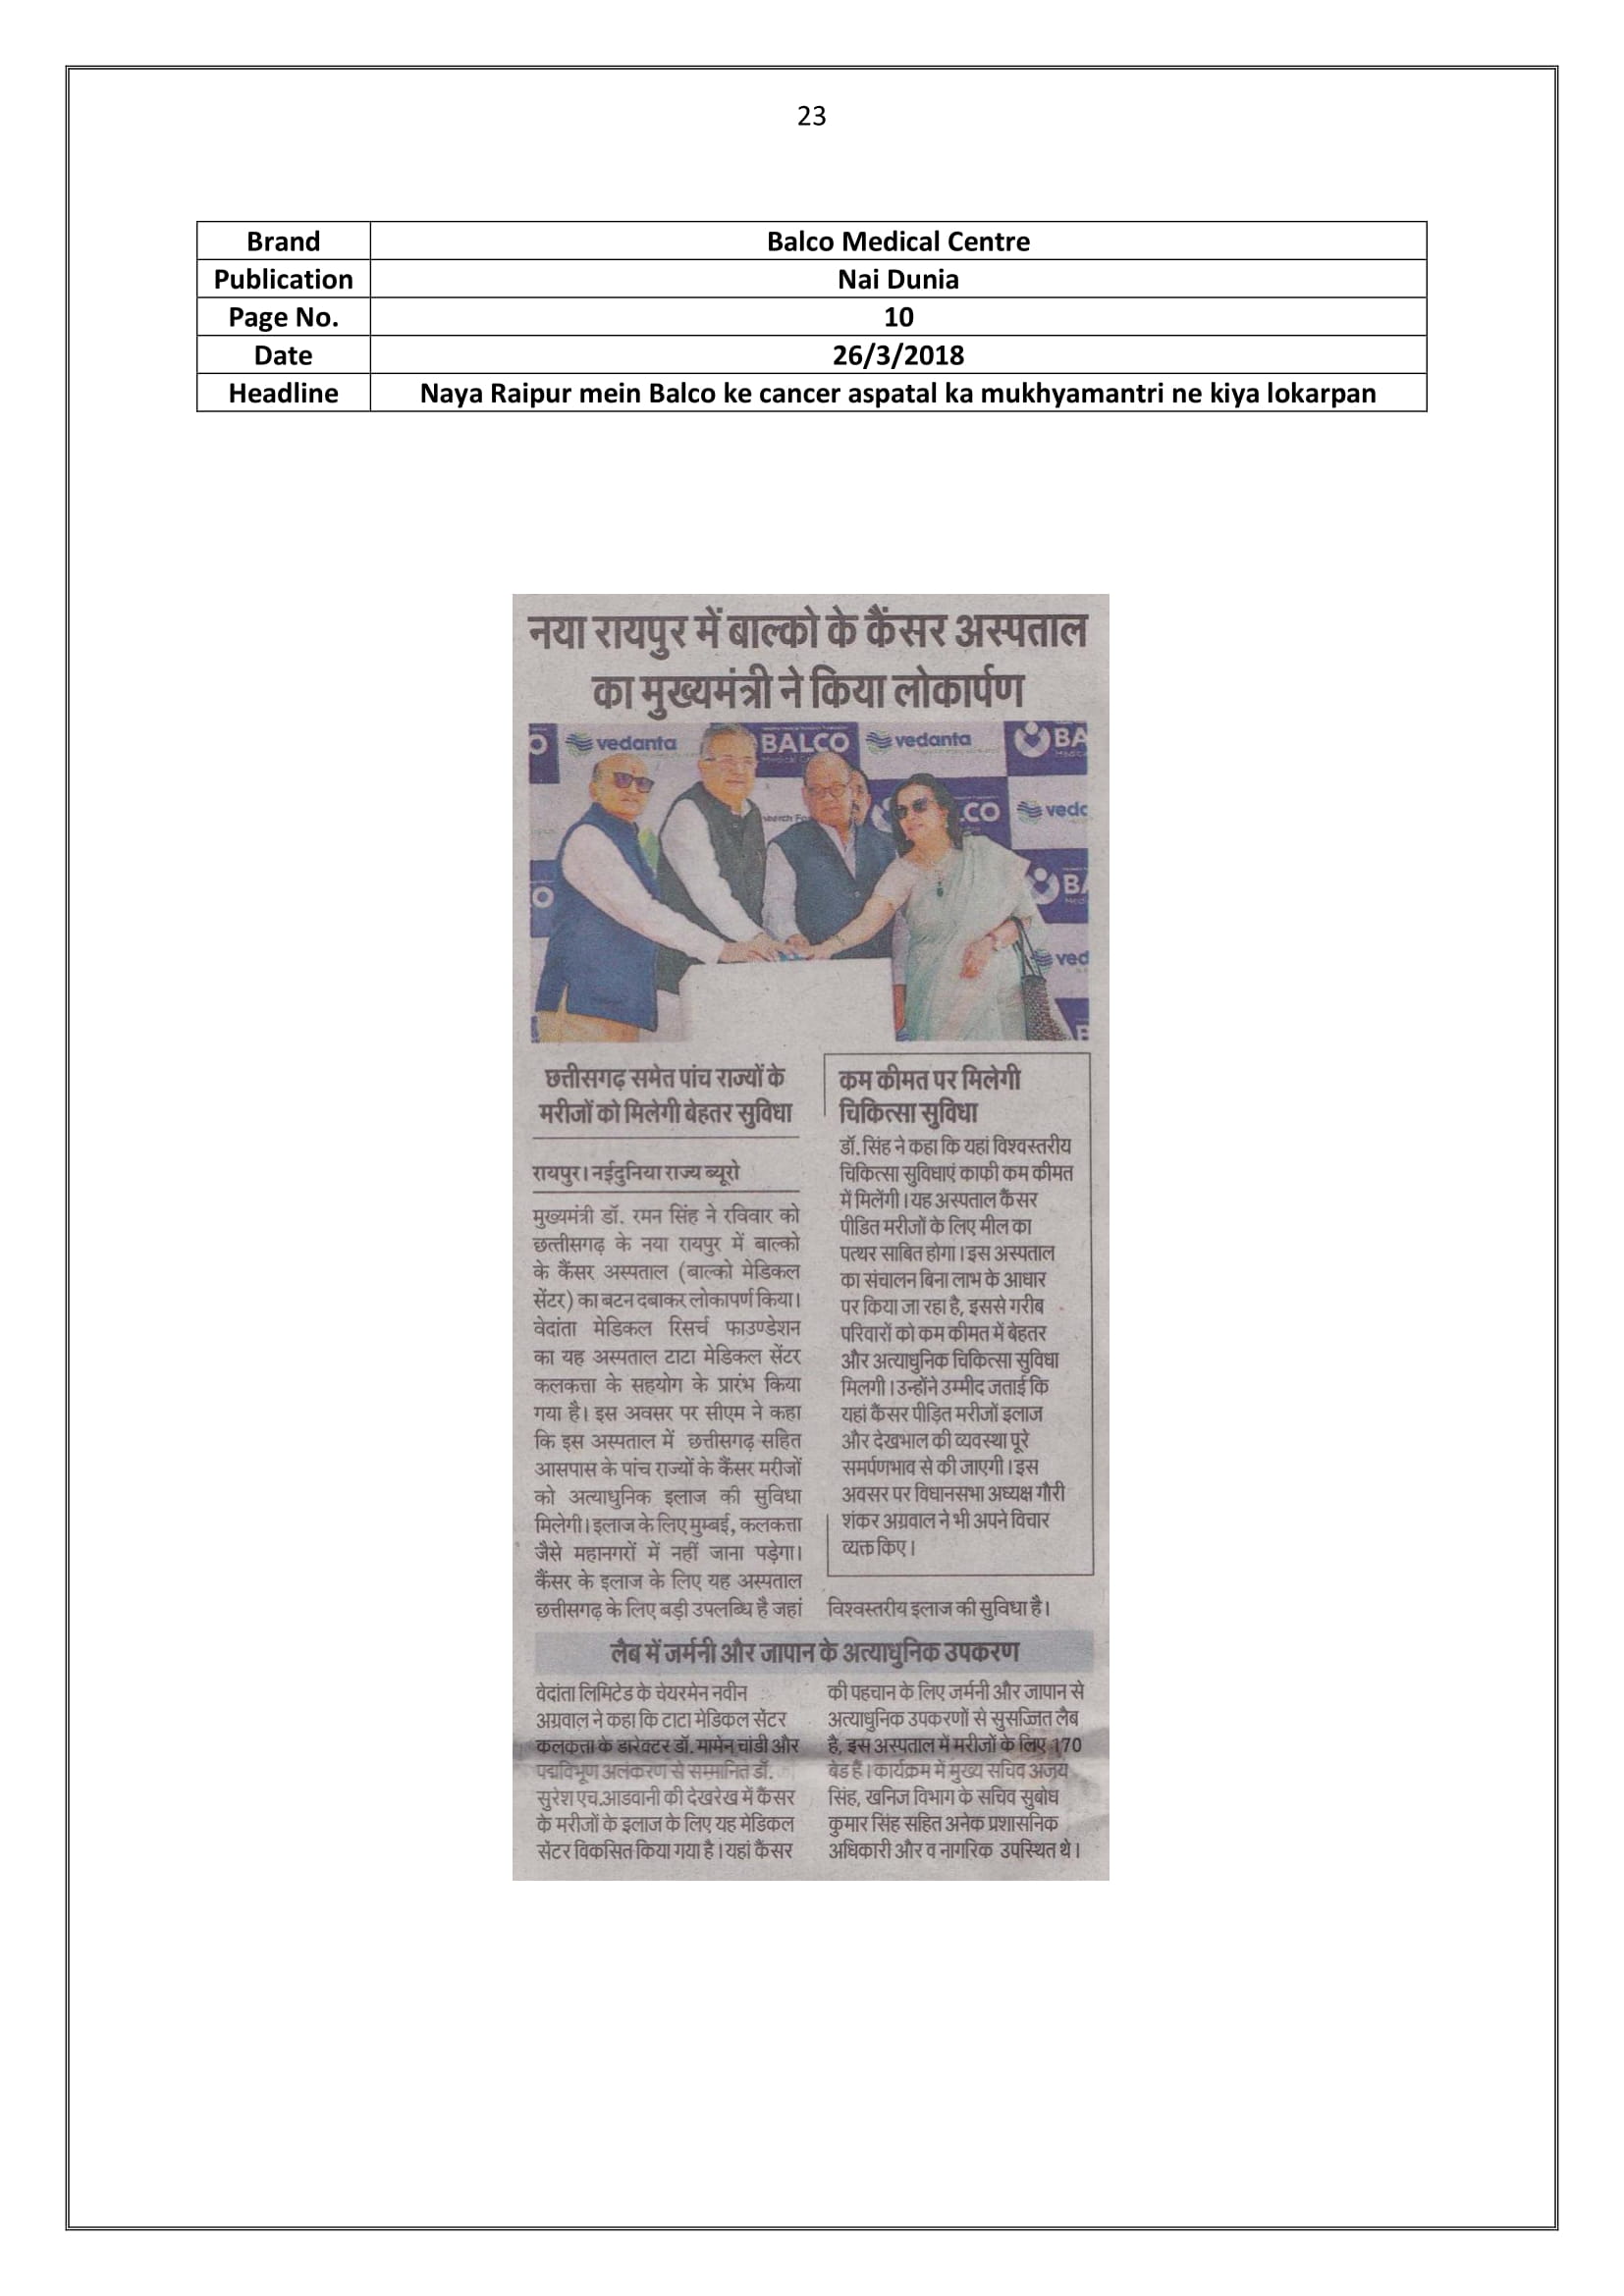 23
Brand Balco Medical Centre
Publication Nai Dunia
Page No. 10
Date 26/3/2018
Headline Naya Raipur mein Balco ke cancer aspatal ka mukhyamantri ne kiya lokarpan
नया रायपुर में बाल्को के कैंसर अस्पताल
का मुख्यमंत्री ने किया लोकार्पण
O vedanta BALCO vedanta BA
CO vedc
O BA
ved
छत्तीसगढ़ समेत पांच राज्यों के
मरीजों को मिलेगी बेहतर सुविधा
रायपुर। नईदुनिया राज्य ब्यूरो
मुख्यमंत्री डॉ. रमन सिंह ने रविवार को
छत्तीसगढ़ के नया रायपुर में बाल्को
के कैंसर अस्पताल (बाल्को मेडिकल
सेंटर) का बटन दबाकर लोकापर्ण किया।
वेदांता मेडिकल रिसर्च फाउण्डेशन
का यह अस्पताल टाटा मेडिकल सेंटर
कलकत्ता के सहयोग के प्रारंभ किया
गया है। इस अवसर पर सीएम ने कहा
कि इस अस्पताल में छत्तीसगढ़ सहित
आसपास के पांच राज्यों के कैंसर मरीजों
को अत्याधुनिक इलाज की सुविधा
मिलेगी। इलाज के लिए मुम्बई, कलकत्ता
जैसे महानगरों में नहीं जाना पड़ेगा।
कैंसर के इलाज के लिए यह अस्पताल
छत्तीसगढ़ के लिए बड़ी उपलब्धि है जहां
विश्वस्तरीय इलाज की सुविधा है।
कम कीमत पर मिलेगी
चिकित्सा सुविधा
डॉ. सिंह ने कहा कि यहां विश्वस्तरीय
चिकित्सा सुविधाएं काफी कम कीमत
में मिलेंगी। यह अस्पताल कैंसर
पीडित मरीजों के लिए मील का
पत्थर साबित होगा। इस अस्पताल
का संचालन बिना लाभ के आधार
पर किया जा रहा है, इससे गरीब
परिवारों को कम कीमत में बेहतर
और अत्याधुनिक चिकित्सा सुविधा
मिलगी। उन्होंने उम्मीद जताई कि
यहां कैंसर पीड़ित मरीजों इलाज
और देखभाल की व्यवस्था पूरे
समर्पणभाव से की जाएगी। इस
अवसर पर विधानसभा अध्यक्ष गौरी
शंकर अग्रवाल ने भी अपने विचार
व्यक्त किए।
लैब में जर्मनी और जापान के अत्याधुनिक उपकरण
वेदांता लिमिटेड के चेयरमेन नवीन
अग्रवाल ने कहा कि टाटा मेडिकल सेंटर
कलकत्ता के डारेक्टर डॉ. मामेन चांडी और
पद्मविभूण अलंकरण से सम्मानित डॉ.
सुरेश एच.आडवानी की देखरेख में कैंसर
के मरीजों के इलाज के लिए यह मेडिकल
सेंटर विकसित किया गया है। यहां कैंसर
की पहचान के लिए जर्मनी और जापान से
अत्याधुनिक उपकरणों से सुसज्जित लैब
है, इस अस्पताल में मरीजों के लिए 170
बेड हैं। कार्यक्रम में मुख्य सचिव अजय
सिंह, खनिज विभाग के सचिव सुबोध
कुमार सिंह सहित अनेक प्रशासनिक
अधिकारी और व नागरिक उपस्थित थे।